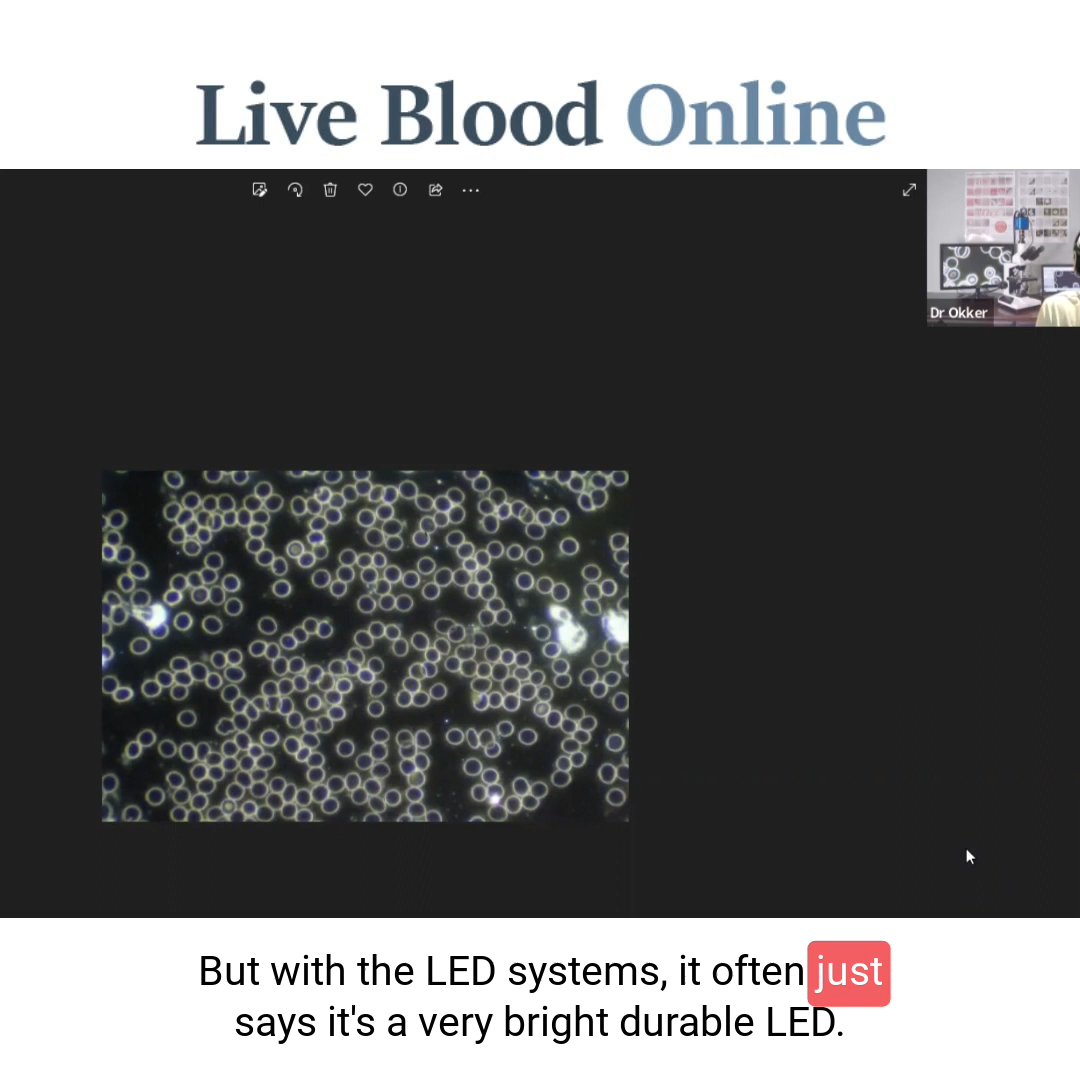 Live Blood Online
Dr Okker
But with the LED systems, it often just
says it's a very bright durable LED.